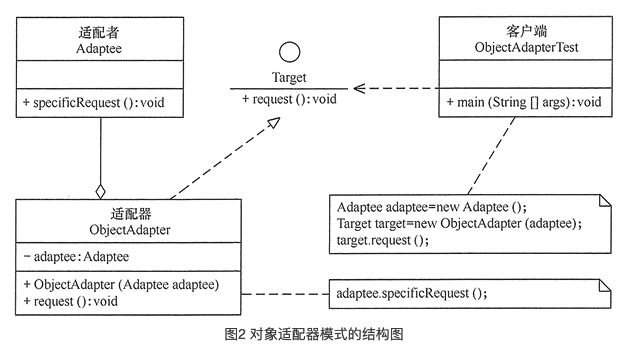 适配者
Adaptee
+ specificRequest ():void
Target
+ request ():void
客户端
ObjectAdapterTest
+ main (String [] args):void
适配器
ObjectAdapter
− adaptee:Adaptee
+ ObjectAdapter (Adaptee adaptee)
+ request ():void
Adaptee adaptee=new Adaptee ();
Target target=new ObjectAdapter (adaptee);
target.request ();
adaptee.specificRequest ();
图2 对象适配器模式的结构图